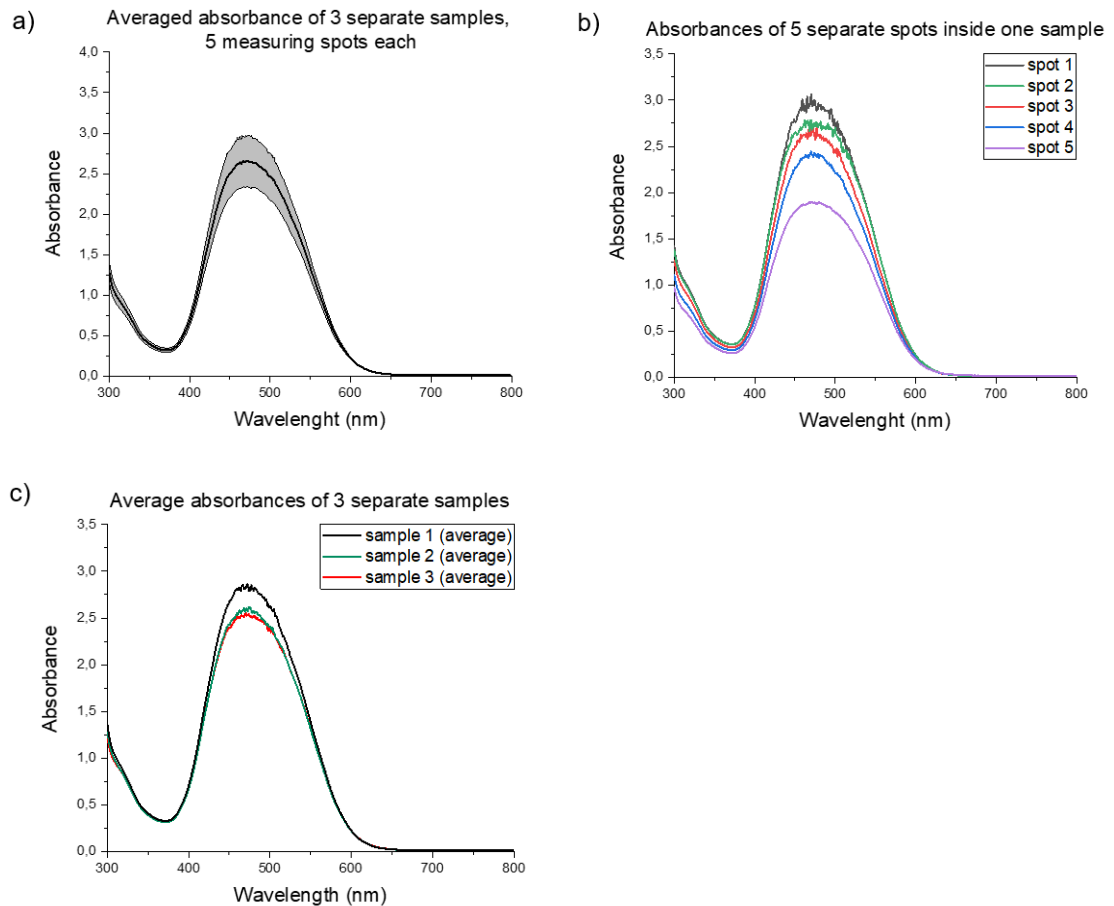 a)
Averaged absorbance of 3 separate samples,
5 measuring spots each
4,0
3,5
3,0
2,5
2,0
1,5
1,0
0,5
0,0
Absorbance
300 400 500 600 700 800
Wavelenght (nm)
b)
Absorbances of 5 separate spots inside one sample
spot 1
spot 2
spot 3
spot 4
spot 5
3,5
3,0
2,5
2,0
1,5
1,0
0,5
0,0
Absorbance
300 400 500 600 700 800
Wavelenght (nm)
c)
Average absorbances of 3 separate samples
sample 1 (average)
sample 2 (average)
sample 3 (average)
3,5
3,0
2,5
2,0
1,5
1,0
0,5
0,0
Absorbance
300 400 500 600 700 800
Wavelength (nm)